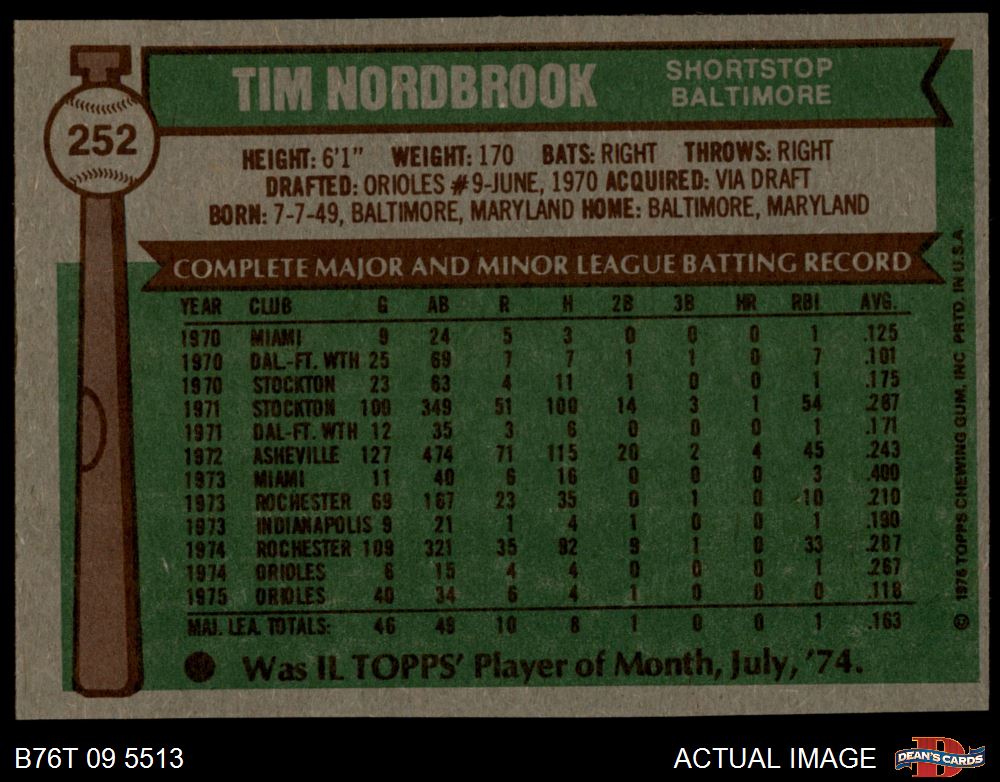 252
TIM NORDBROOK
SHORTSTOP
BALTIMORE
HEIGHT: 6'1" WEIGHT: 170 BATS: RIGHT THROWS: RIGHT
DRAFTED: ORIOLES #9-JUNE, 1970 ACQUIRED: VIA DRAFT
BORN: 7-7-49, BALTIMORE, MARYLAND HOME: BALTIMORE, MARYLAND
COMPLETE MAJOR AND MINOR LEAGUE BATTING RECORD
YEAR CLUB G AB R H 2B 3B HR RBI AVG.
1970 MIAMI 9 24 5 3 0 0 0 1 .125
1970 DAL.-FT. WTH 25 69 7 7 1 1 0 7 .101
1970 STOCKTON 23 63 4 11 1 0 0 1 .175
1971 STOCKTON 100 349 51 100 14 3 1 54 .287
1971 DAL-FT. WTH 12 35 3 6 0 0 0 1 .171
1972 ASHEVILLE 127 474 71 115 20 2 4 45 .243
1973 MIAMI 11 40 6 16 0 0 0 3 .400
1973 ROCHESTER 69 167 23 35 0 1 0 10 .210
1973 INDIANAPOLIS 9 21 1 4 1 0 0 1 .190
1974 ROCHESTER 109 321 35 92 9 1 0 33 .287
1974 ORIOLES 6 15 4 4 0 0 0 1 .267
1975 ORIOLES 40 34 6 4 1 0 0 0 .118
MAJ. LEA. TOTALS: 46 49 10 8 1 0 0 1 .163
Was IL TOPPS' Player of Month, July, '74.
© 1976 TOPPS CHEWING GUM, INC PRTD. IN U.S.A.
B76T 09 5513
ACTUAL IMAGE
D
DEAN'S CARDS